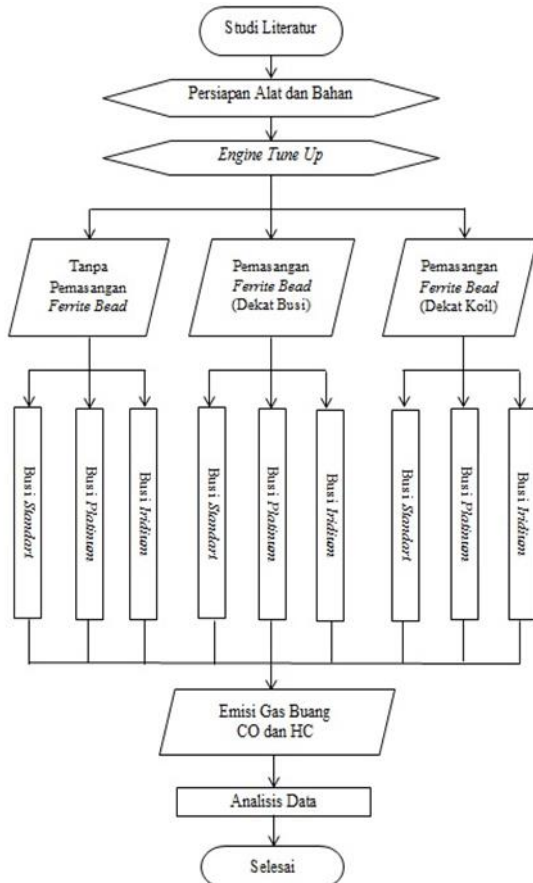 Studi Literatur
Persiapan Alat dan Bahan
Engine Tune Up
Tanpa
Pemasangan
Ferrite Bead
Pemasangan
Ferrite Bead
(Dekat Busi)
Pemasangan
Ferrite Bead
(Dekat Koil)
Busi Standart
Busi Platinum
Busi Iridium
Busi Standart
Busi Platinum
Busi Iridium
Busi Standart
Busi Platinum
Busi Iridium
Emisi Gas Buang
CO dan HC
Analisis Data
Selesai